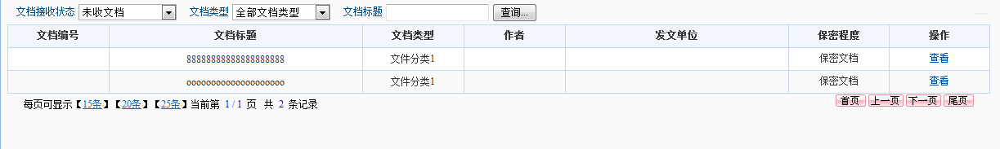 文档接收状态 未收文档 文档类型 全部文档类型 文档标题 查询...
文档编号 文档标题 文档类型 作者 发文单位 保密程度 操作
88888888888888888888 文件分类1 保密文档 查看
oooooooooooooooooooo 文件分类1 保密文档 查看
每页可显示【15条】【20条】【25条】当前第 1 / 1 页 共 2 条记录 首页 上一页 下一页 尾页